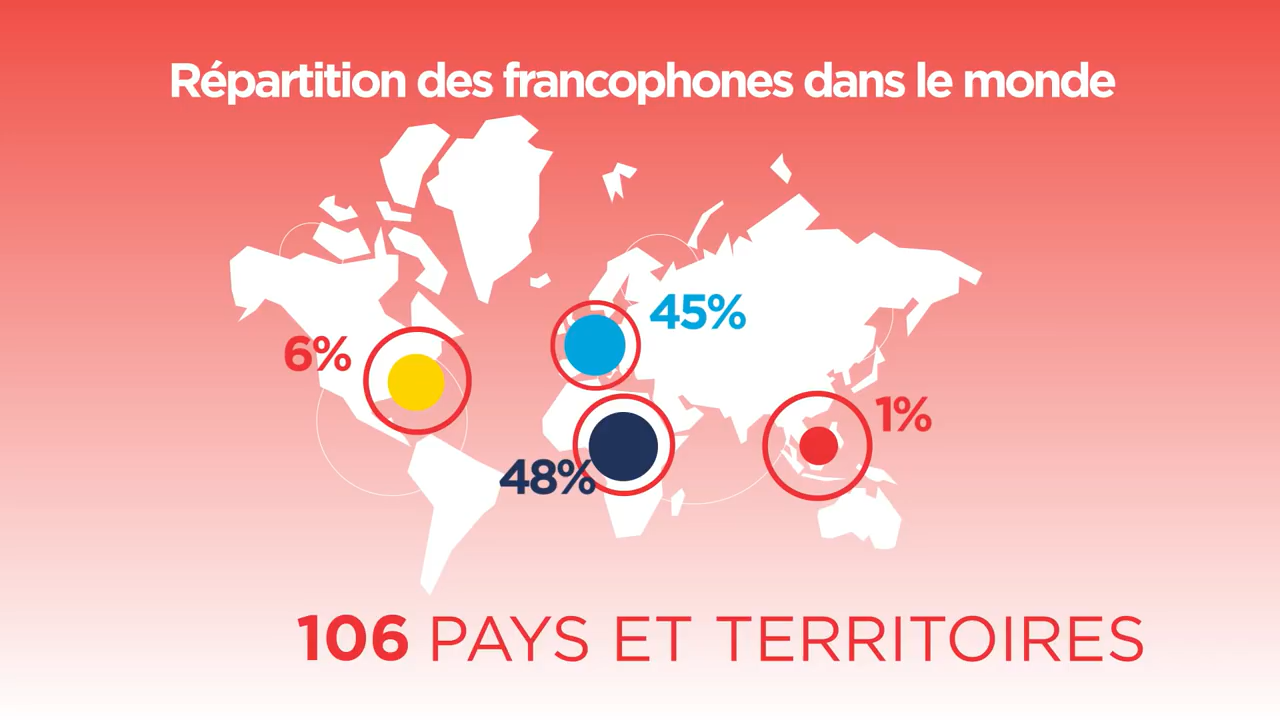 Répartition des francophones dans le monde
45%
6%
1%
48%
106 PAYS ET TERRITOIRES